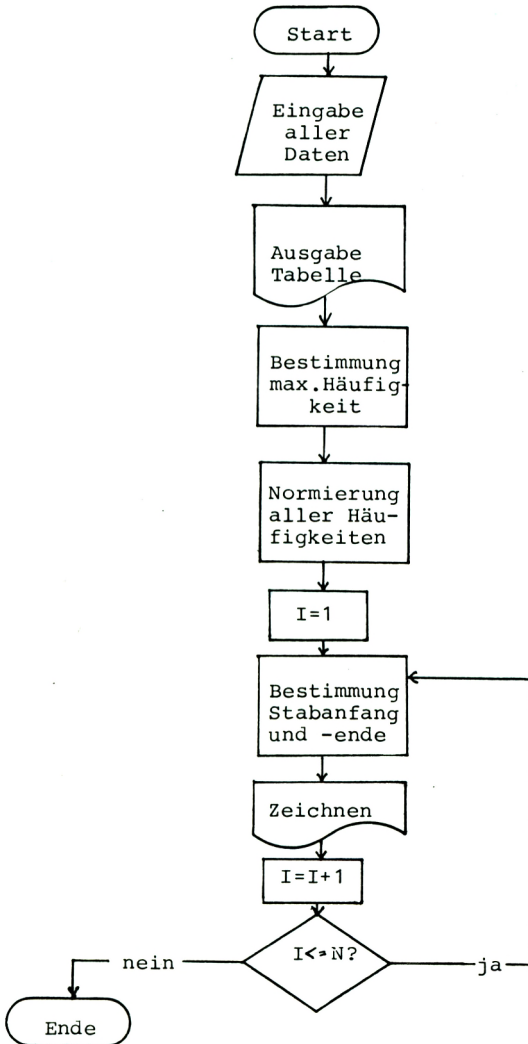 Start
Eingabe
aller
Daten
Ausgabe
Tabelle
Bestimmung
max.Häufig-
keit
Normierung
aller Häu-
figkeiten
I=1
Bestimmung
Stabanfang
und -ende
Zeichnen
I=I+1
I<=N?
nein
ja
Ende